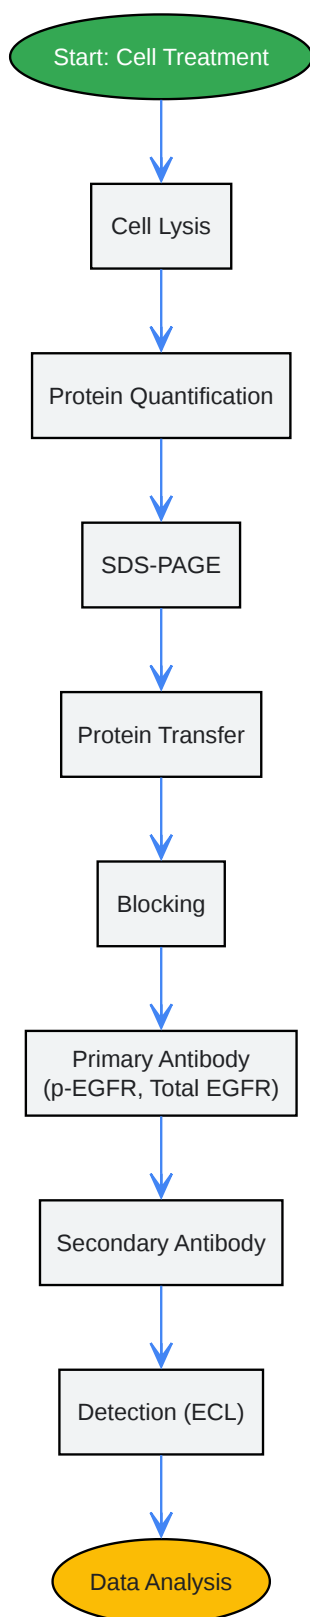 Start: Cell Treatment
Cell Lysis
Protein Quantification
SDS-PAGE
Protein Transfer
Blocking
Primary Antibody
(p-EGFR, Total EGFR)
Secondary Antibody
Detection (ECL)
Data Analysis